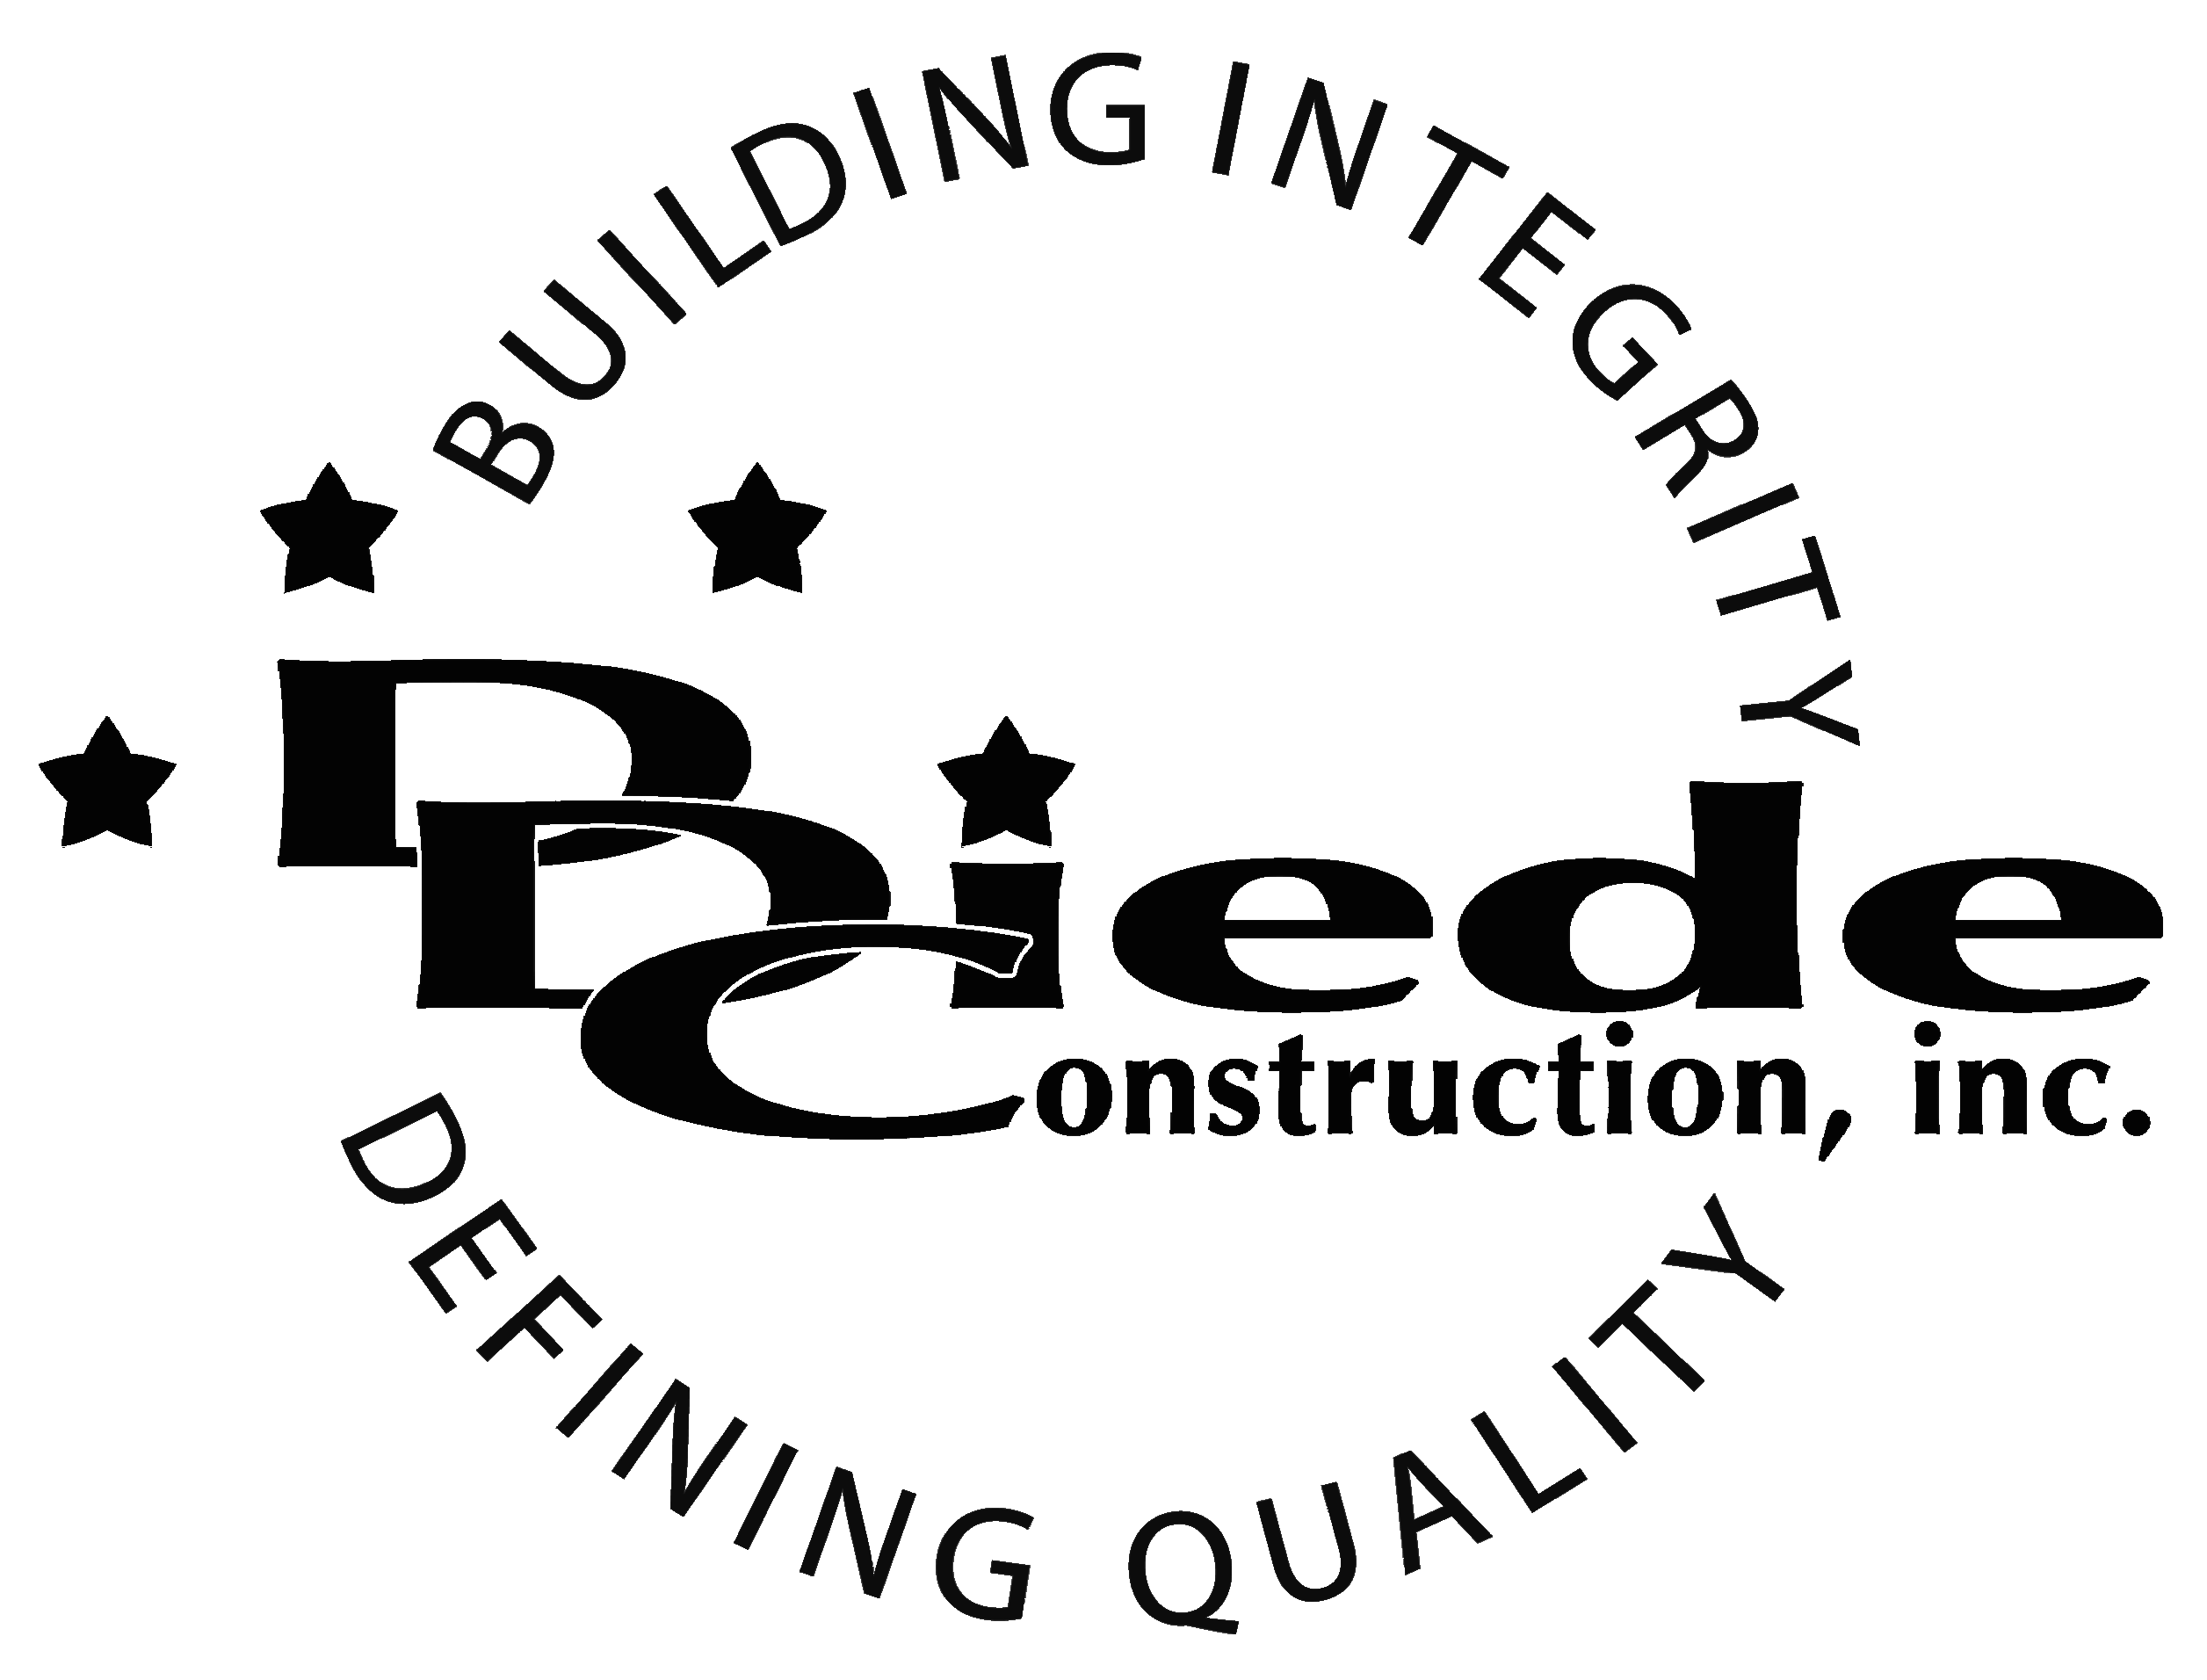 BUILDING INTEGRITY
DDiede
Construction, inc.
DEFINING QUALITY